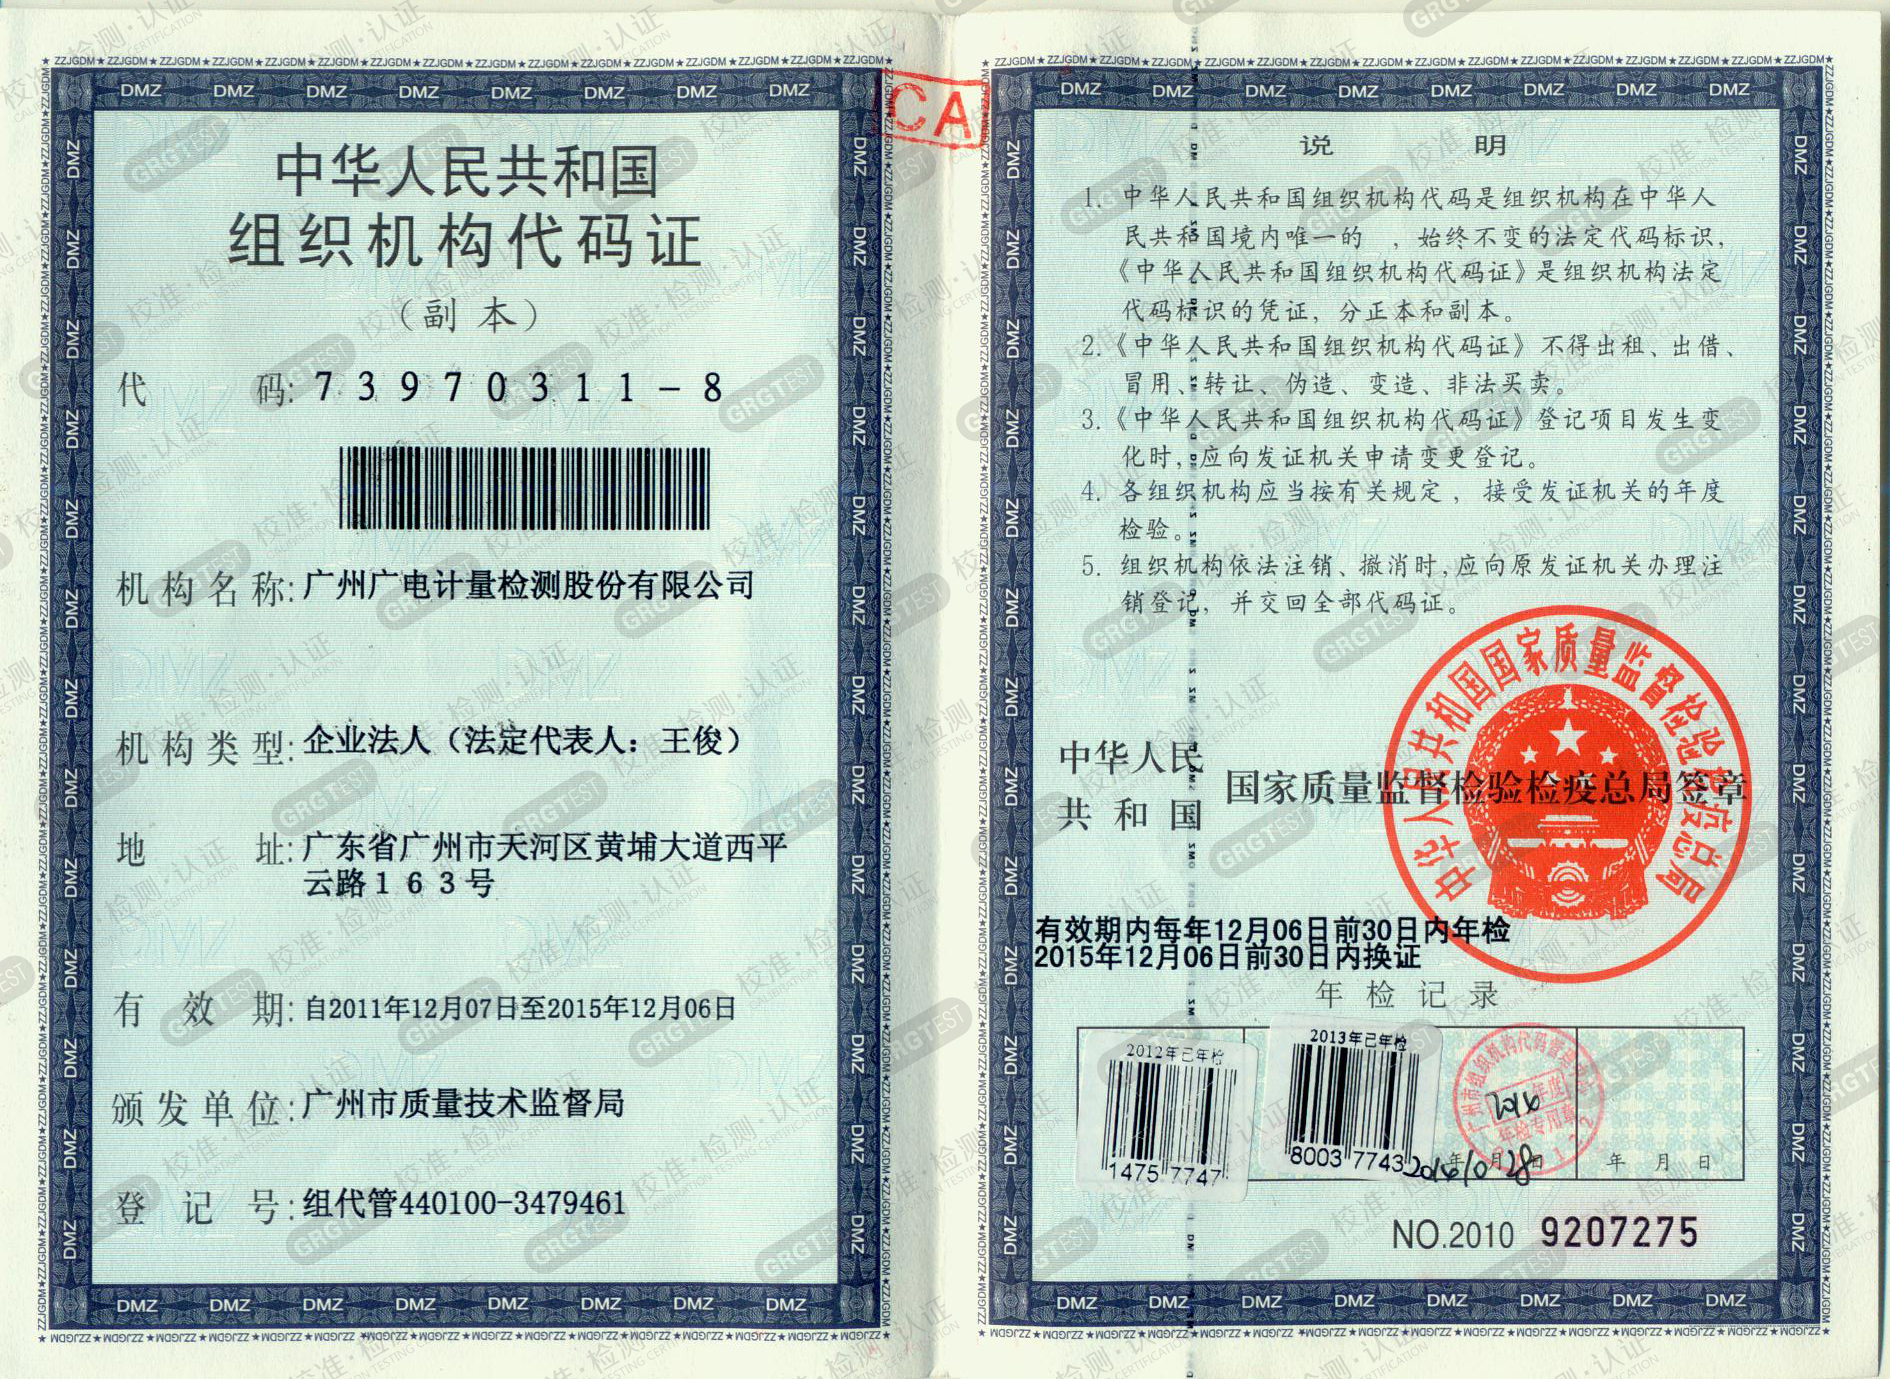 中华人民共和国
组织机构代码证
（副 本）
代 码: 73970311-8
机构名称: 广州广电计量检测股份有限公司
机构类型: 企业法人（法定代表人：王俊）
地 址: 广东省广州市天河区黄埔大道西平
云路163号
有 效 期: 自2011年12月07日至2015年12月06日
颁发单位: 广州市质量技术监督局
登 记 号: 组代管440100-3479461
CA
说 明
1. 中华人民共和国组织机构代码是组织机构在中华人
民共和国境内唯一的 ，始终不变的法定代码标识，
《中华人民共和国组织机构代码证》是组织机构法定
代码标识的凭证，分正本和副本。
2.《中华人民共和国组织机构代码证》不得出租、出借、
冒用、转让、伪造、变造、非法买卖。
3.《中华人民共和国组织机构代码证》登记项目发生变
化时，应向发证机关申请变更登记。
4. 各组织机构应当按有关规定，接受发证机关的年度
检验。
5. 组织机构依法注销、撤消时，应向原发证机关办理注
销登记，并交回全部代码证。
中华人民
共和国
国家质量监督检验检疫总局签章
中华人民共和国国家质量监督检验检疫总局
有效期内每年12月06日前30日内年检
2015年12月06日前30日内换证
年 检 记 录
2012年已年检
1475 7747
2013年已年检
8003 7743
年检专用章
年 月 日
年 月 日
NO.2010 9207275
DMZ
ZZJGDM
GRGTEST
校准·检测·认证
CALIBRATION TESTING CERTIFICATION